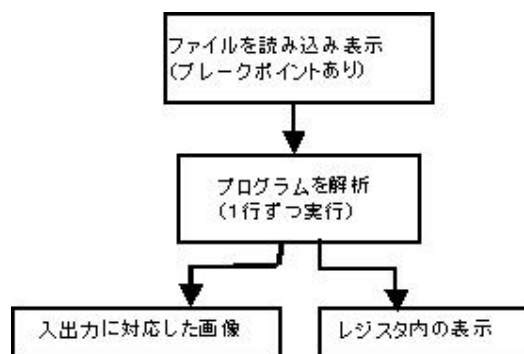 ファイルを読み込み表示
(ブレークポイントあり)
プログラムを解析
(1行ずつ実行)
入出力に対応した画像
レジスタ内の表示